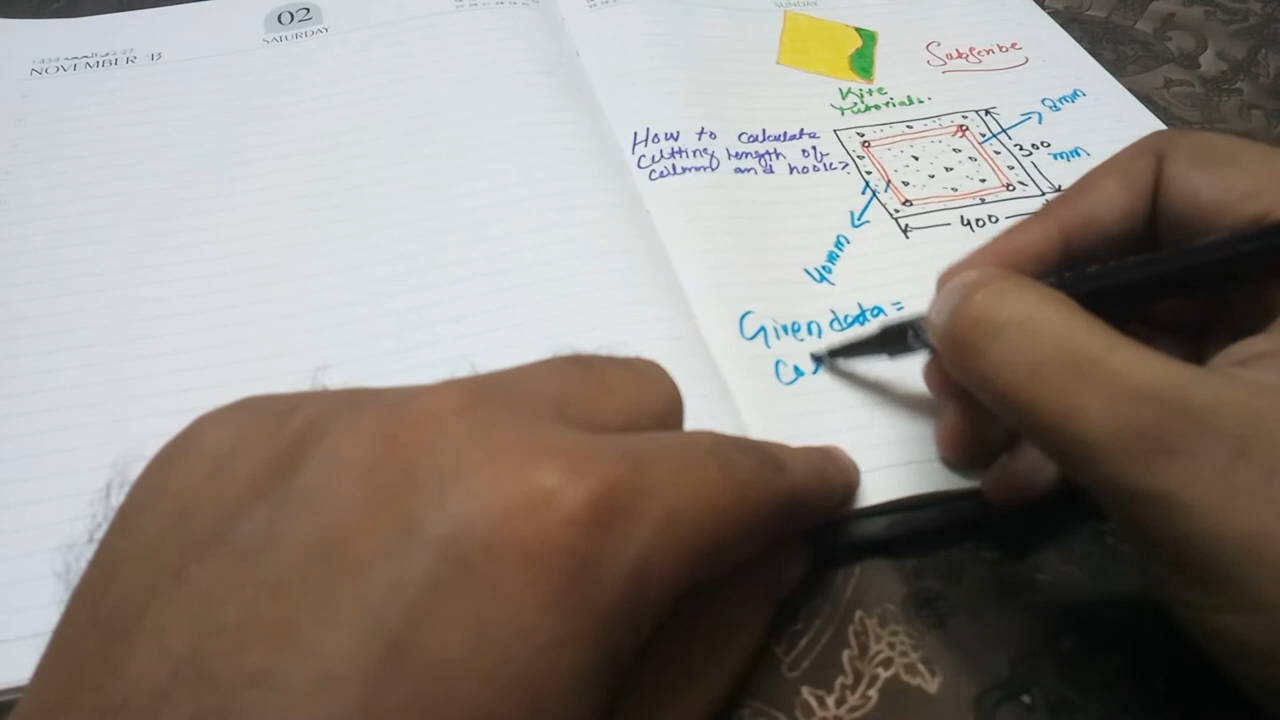 02
SATURDAY
NOVEMBER '13
SUNDAY
Subscribe
Kite
Tutorials.
How to calculate
cutting length of
column and hooks?
8mm
300
mm
400
40mm
Given data =